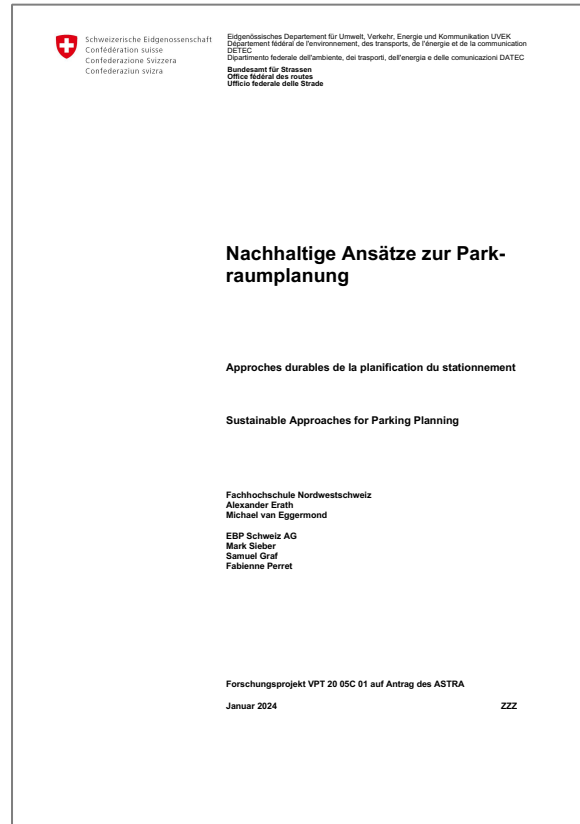 Schweizerische Eidgenossenschaft
Confédération suisse
Confederazione Svizzera
Confederaziun svizra
Eidgenössisches Departement für Umwelt, Verkehr, Energie und Kommunikation UVEK
Département fédéral de l'environnement, des transports, de l'énergie et de la communication
DETEC
Dipartimento federale dell'ambiente, dei trasporti, dell'energia e delle comunicazioni DATEC
Bundesamt für Strassen
Office fédéral des routes
Ufficio federale delle Strade
Nachhaltige Ansätze zur Park-
raumplanung
Approches durables de la planification du stationnement
Sustainable Approaches for Parking Planning
Fachhochschule Nordwestschweiz
Alexander Erath
Michael van Eggermond
EBP Schweiz AG
Mark Sieber
Samuel Graf
Fabienne Perret
Forschungsprojekt VPT 20 05C 01 auf Antrag des ASTRA
Januar 2024 ZZZ